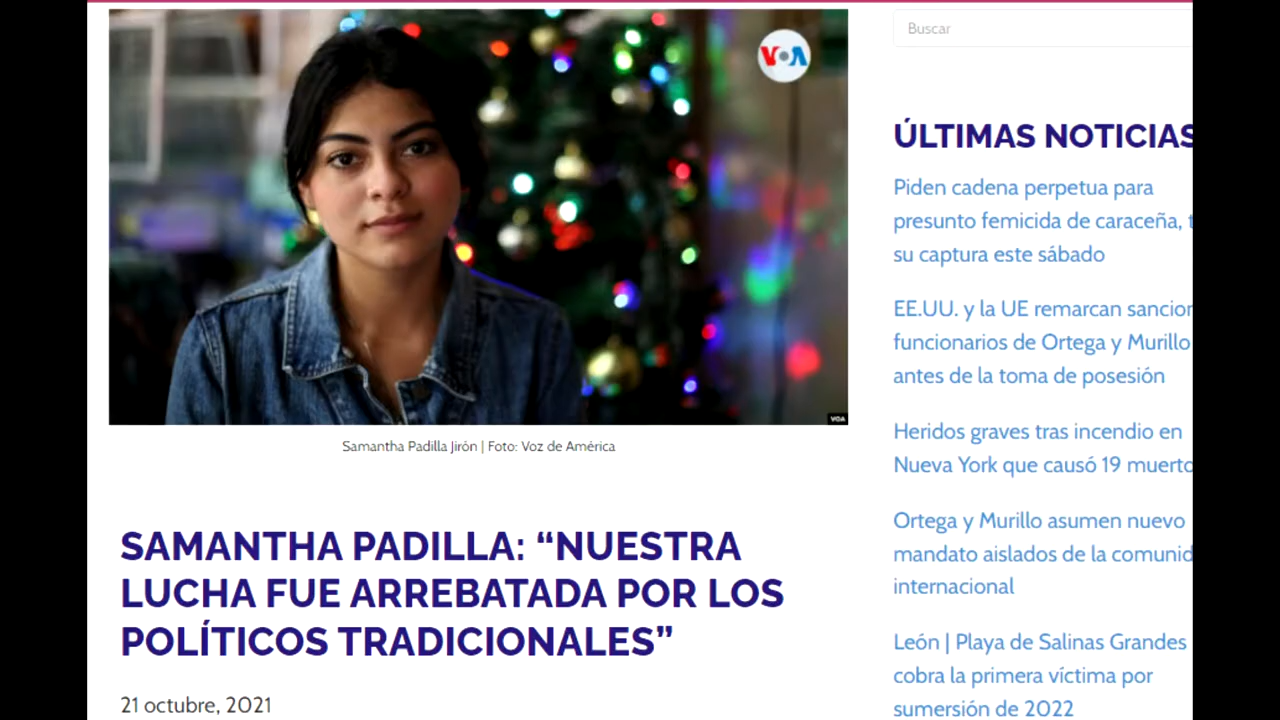 VOA
VOA
Samantha Padilla Jirón | Foto: Voz de América
SAMANTHA PADILLA: “NUESTRA
LUCHA FUE ARREBATADA POR LOS
POLÍTICOS TRADICIONALES”
21 octubre, 2021
Buscar
ÚLTIMAS NOTICIAS
Piden cadena perpetua para
presunto femicida de caraceña, t
su captura este sábado
EE.UU. y la UE remarcan sancion
funcionarios de Ortega y Murillo
antes de la toma de posesión
Heridos graves tras incendio en
Nueva York que causó 19 muerto
Ortega y Murillo asumen nuevo
mandato aislados de la comunid
internacional
León | Playa de Salinas Grandes
cobra la primera víctima por
sumersión de 2022